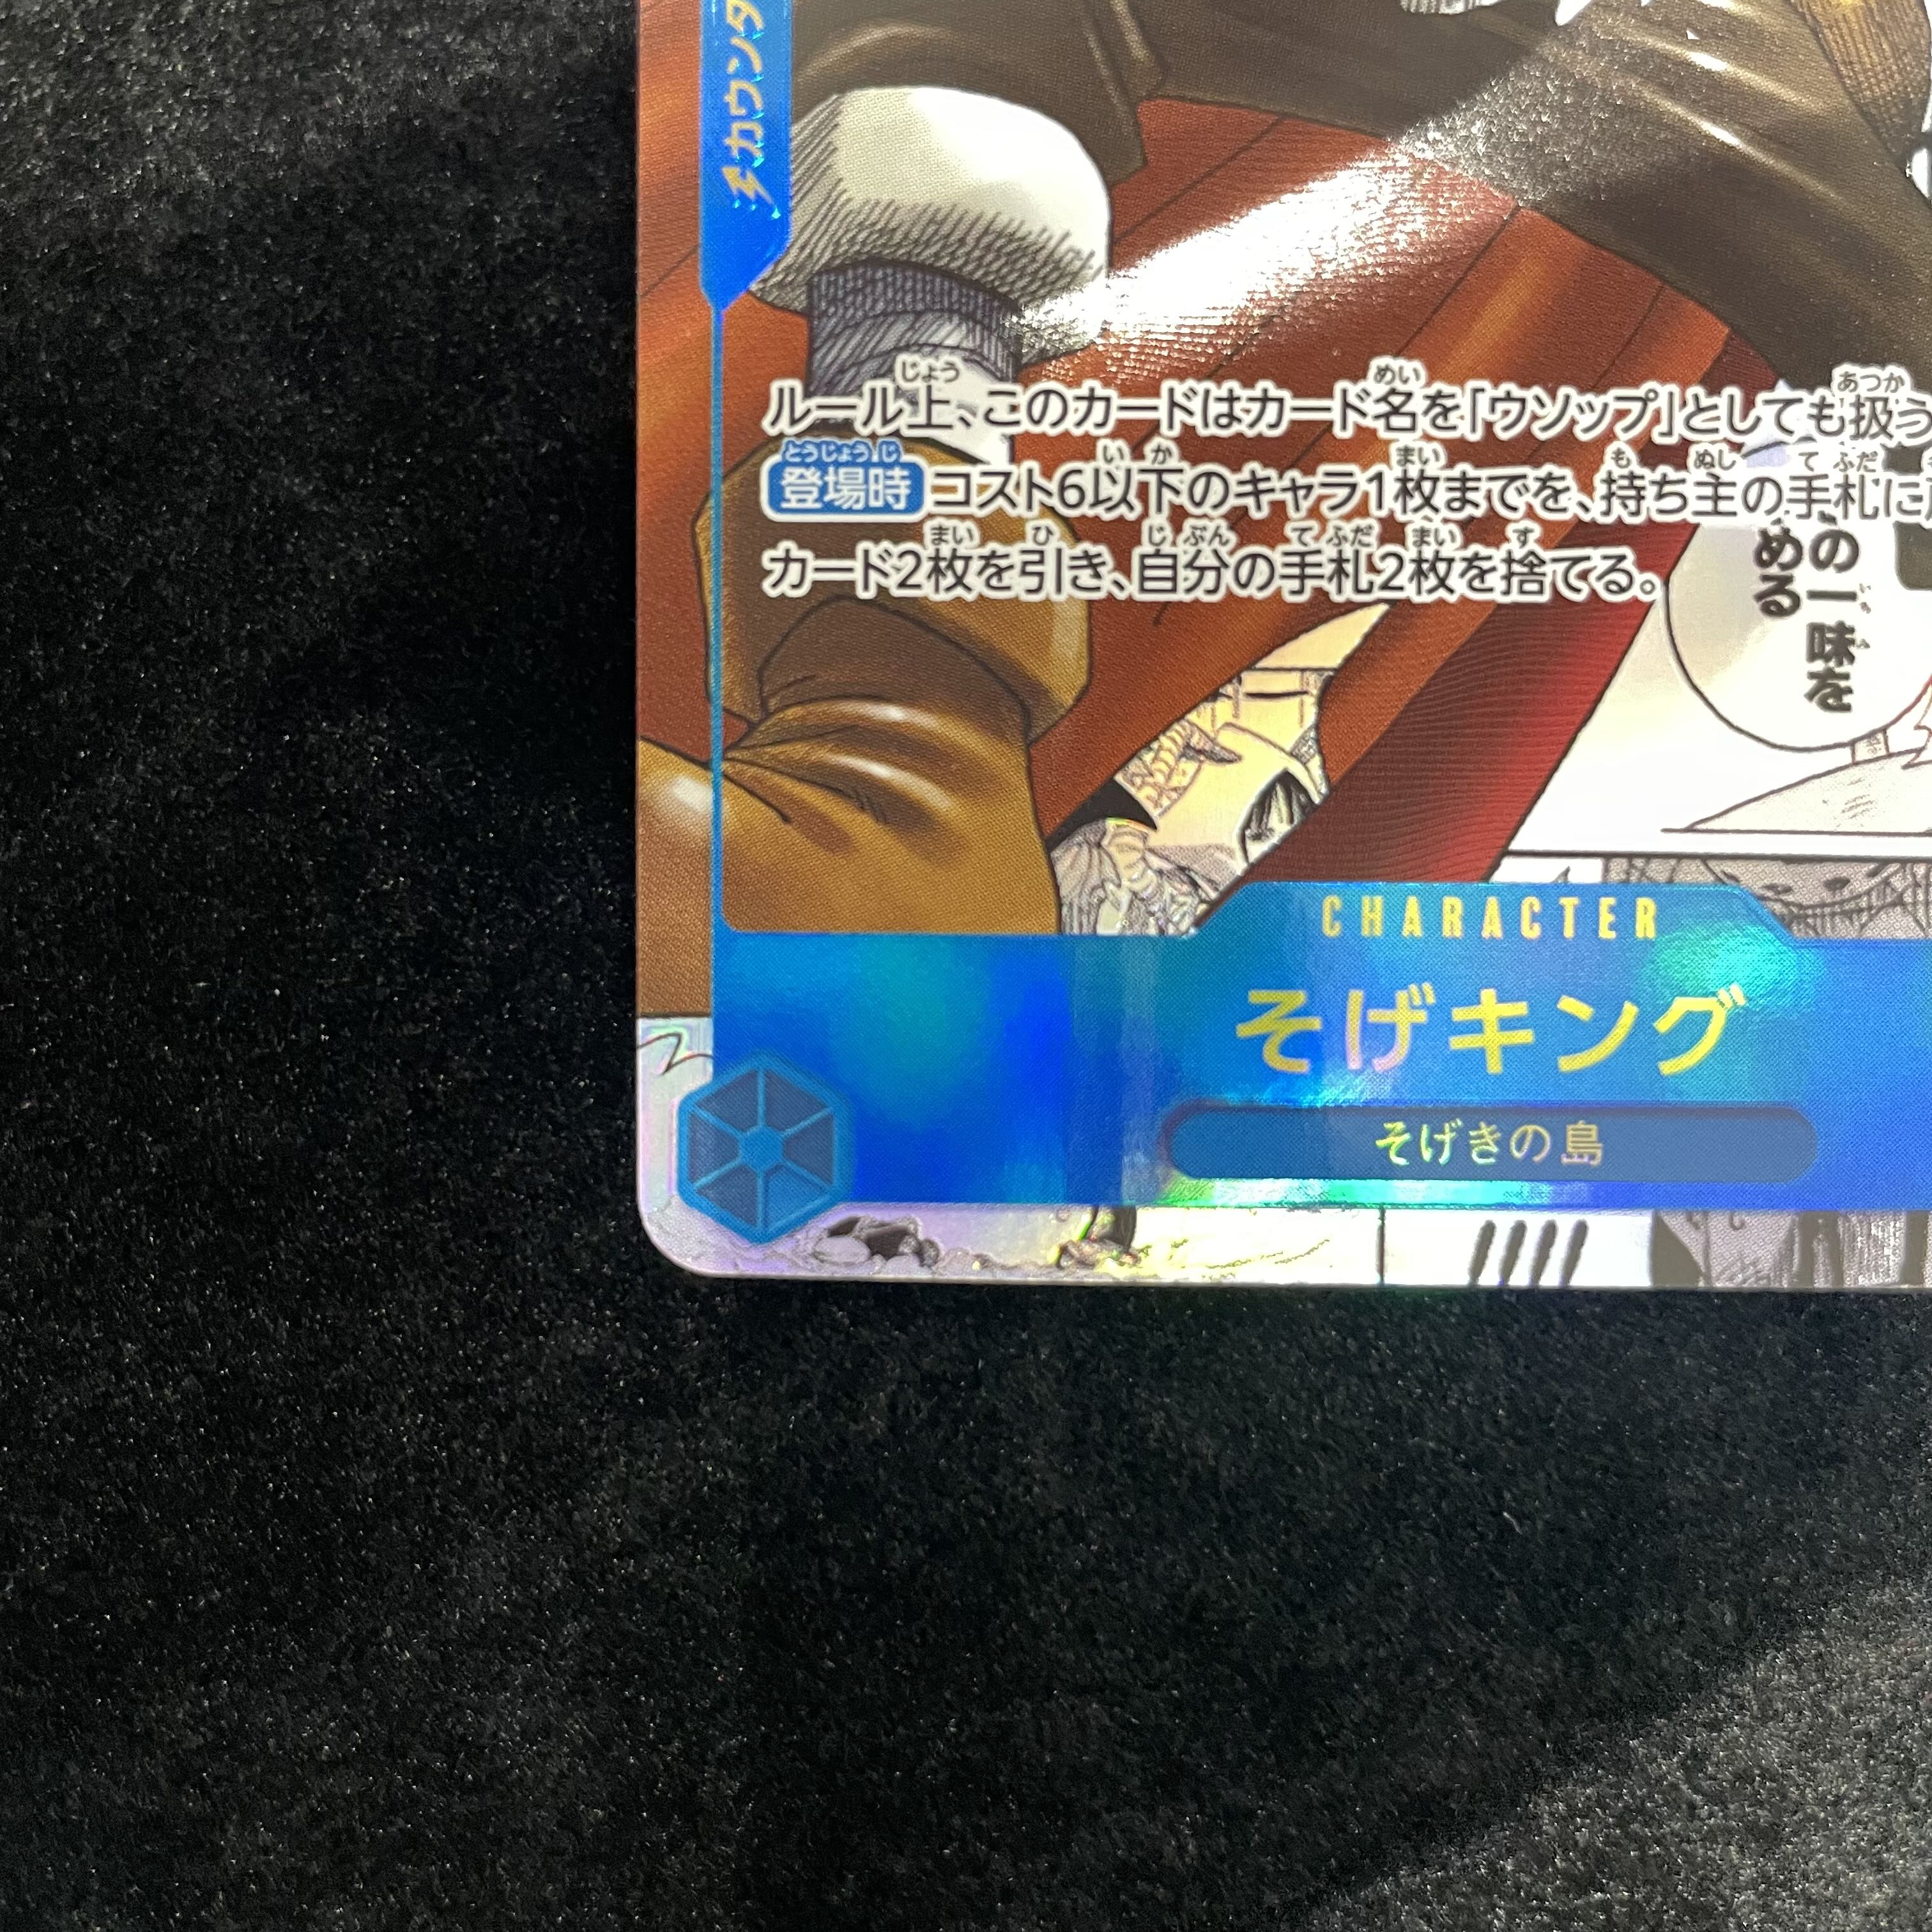 カウンタ
ルール上、このカードはカード名を「ウソップ」としても扱う
登場時 コスト6以下のキャラ1枚までを、持ち主の手札に
カード2枚を引き、自分の手札2枚を捨てる。
の一味を
める
CHARACTER
そげキング
そげきの島